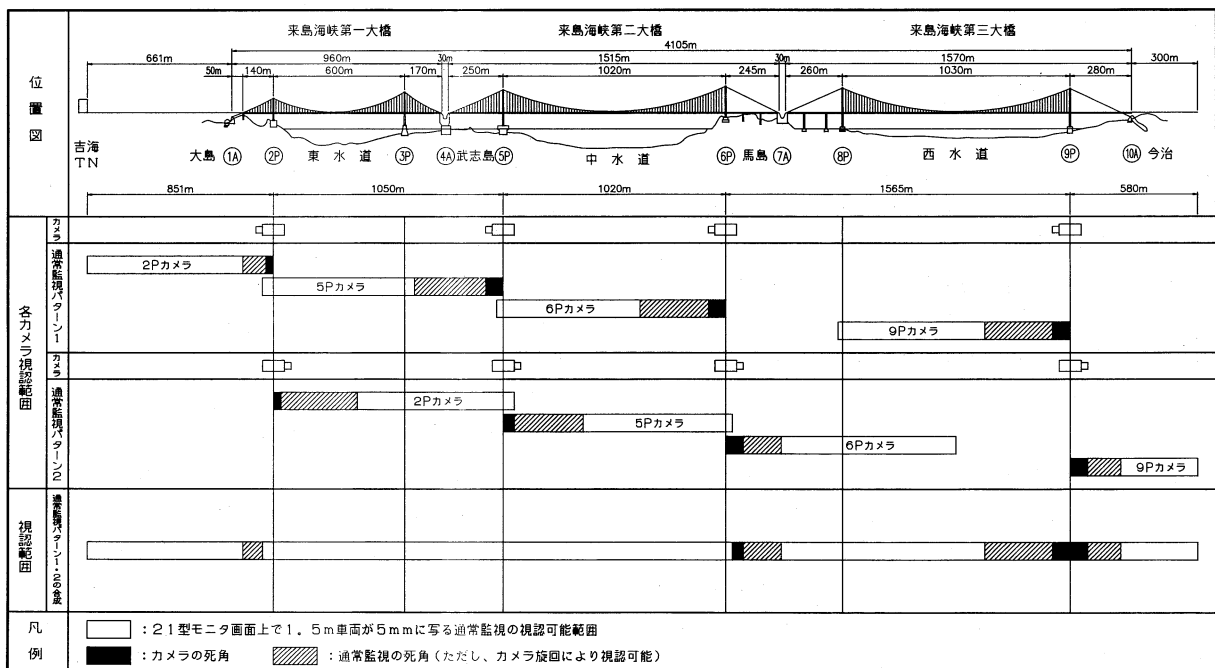 位置図
来島海峡第一大橋 来島海峡第二大橋 来島海峡第三大橋
4105m
661m 960m 30m 1515m 30m 1570m 300m
50m 140m 600m 170m 250m 1020m 245m 260m 1030m 280m
吉海TN 大島 1A 2P 東水道 3P 4A 武志島 5P 中水道 6P 馬島 7A 8P 西水道 9P 10A 今治
851m 1050m 1020m 1565m 580m
各カメラ視認範囲
カメラ
通常監視パターン1
2Pカメラ
5Pカメラ
6Pカメラ
9Pカメラ
カメラ
通常監視パターン2
2Pカメラ
5Pカメラ
6Pカメラ
9Pカメラ
視認範囲
通常監視パターン1・2の合成
凡例
：21型モニタ画面上で1．5m車両が5mmに写る通常監視の視認可能範囲
：カメラの死角 ：通常監視の死角（ただし、カメラ旋回により視認可能）